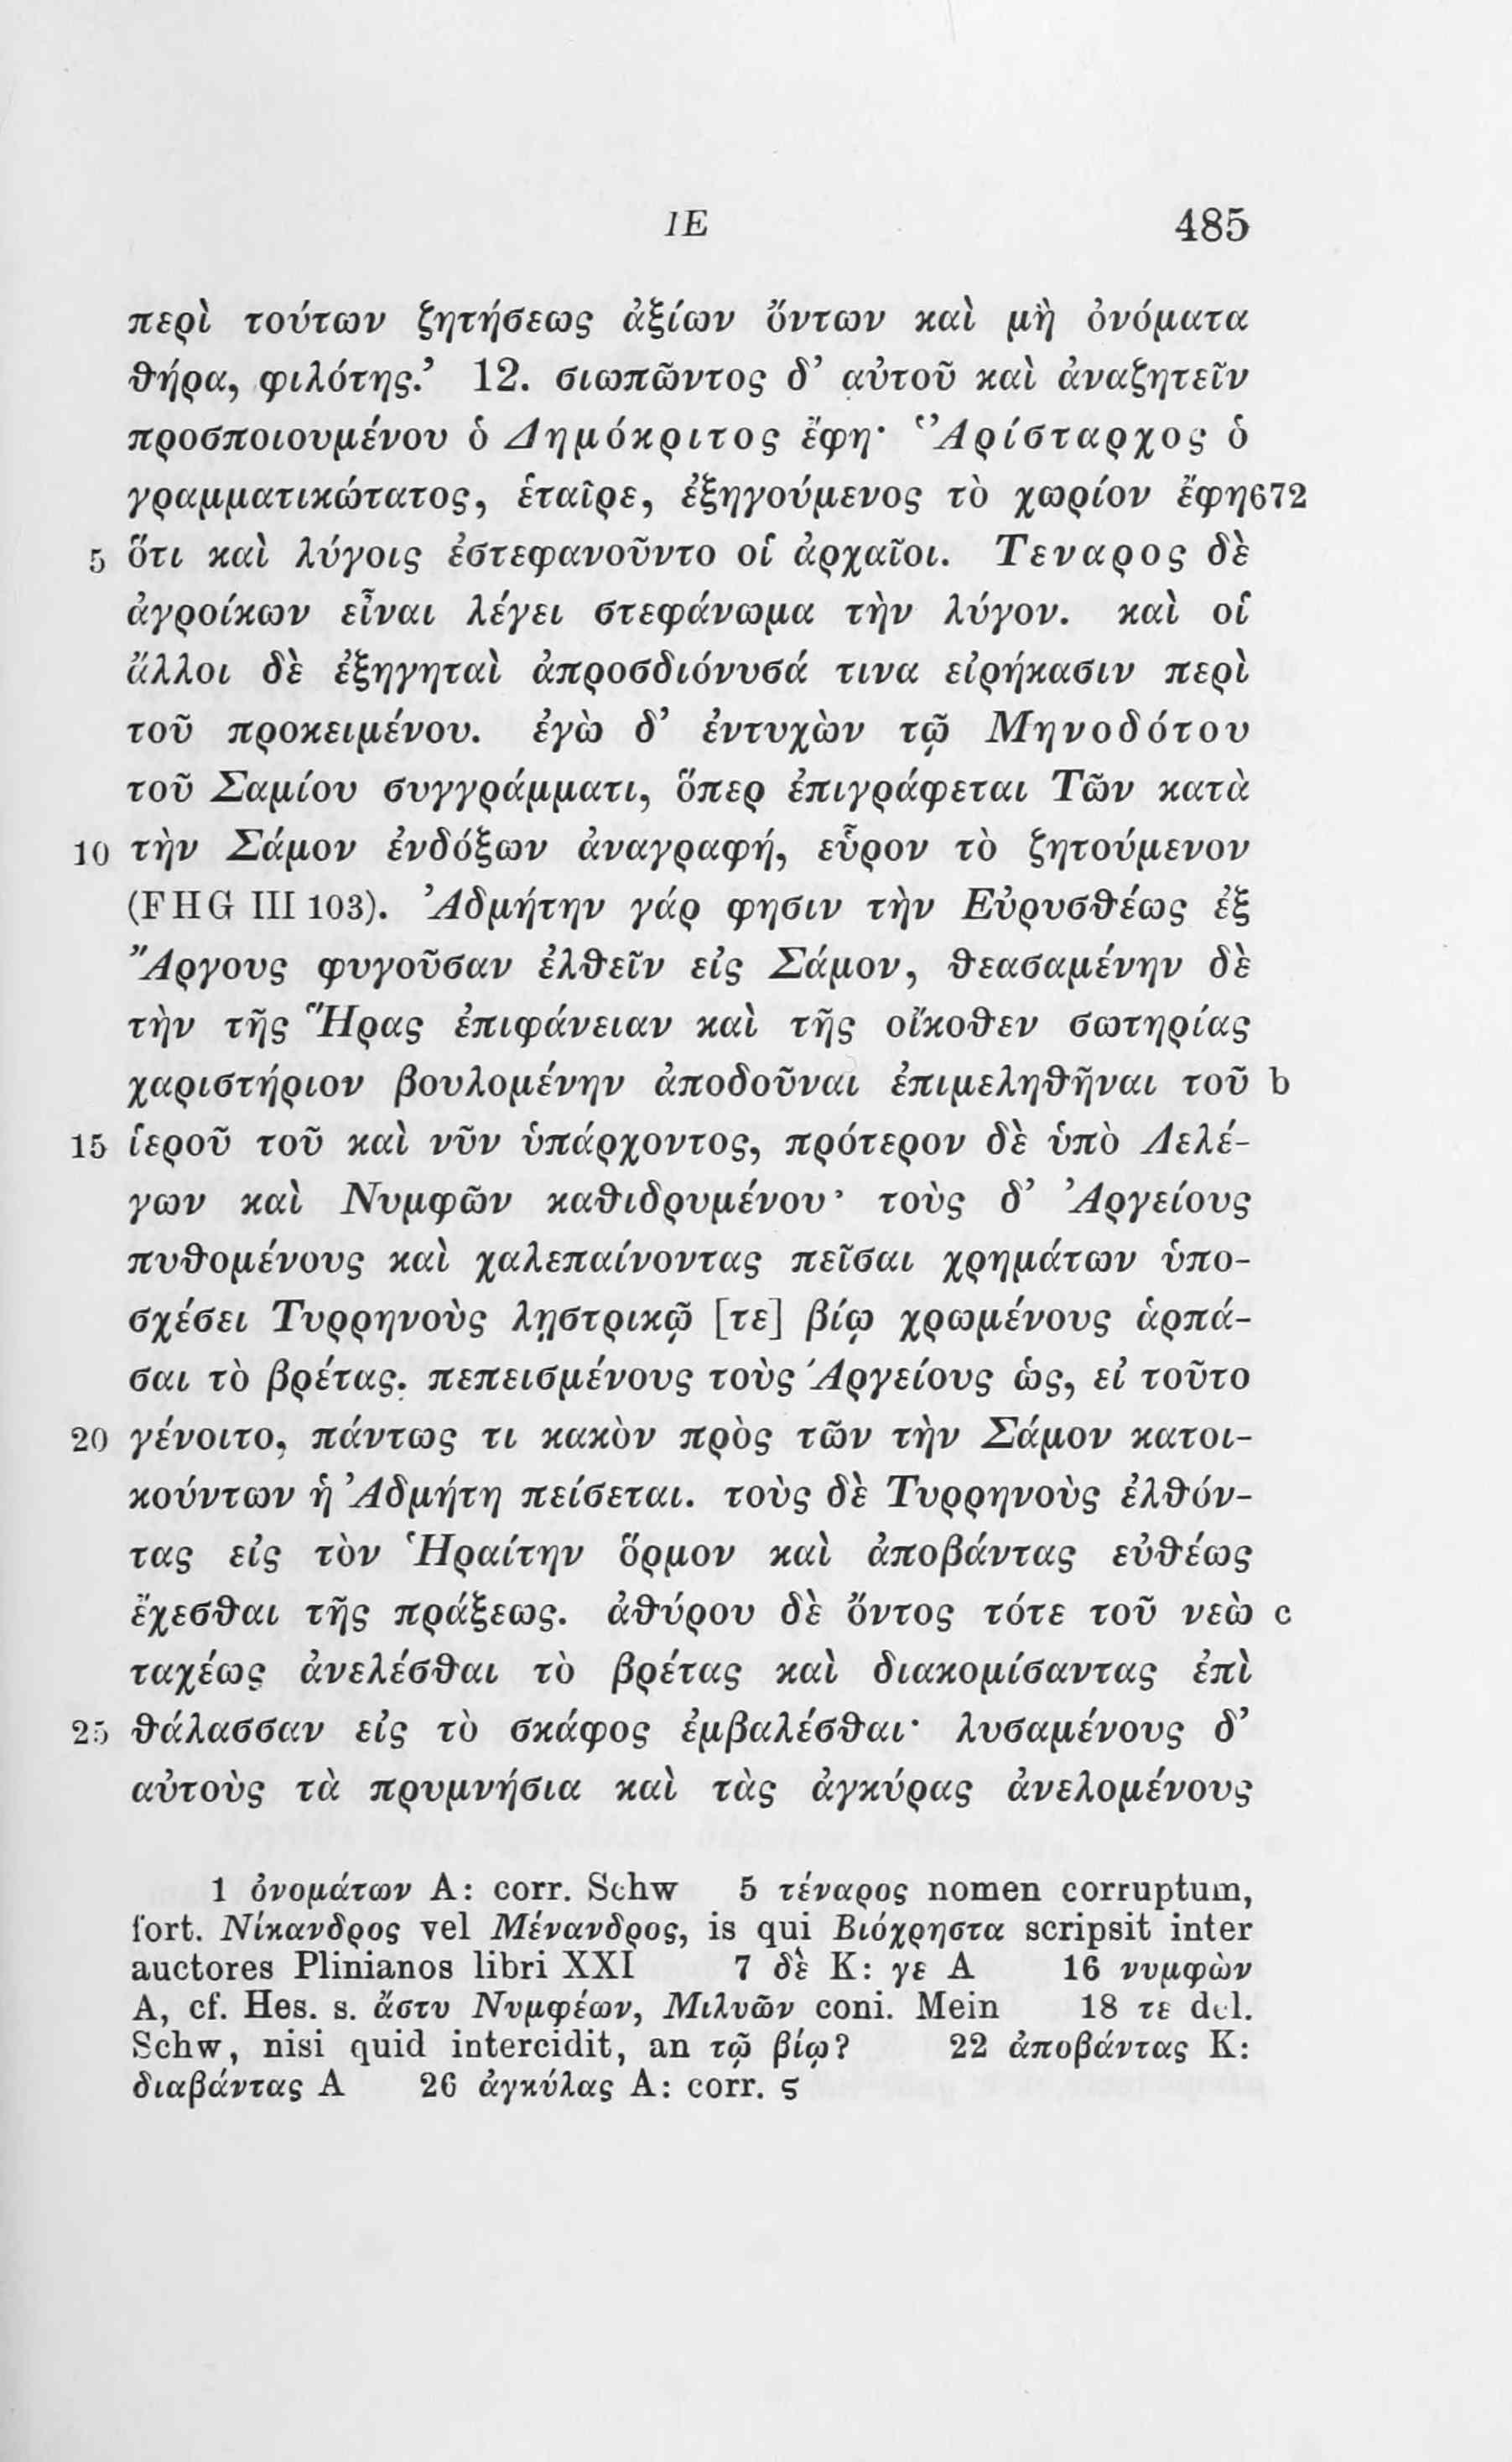 ΙΕ 485
περὶ τούτων ζητήσεως ἀξίων ὄντων καὶ μὴ ὀνόματα
θήρα, φιλότης.’ 12. σιωπῶντος δ’ αὐτοῦ καὶ ἀναζητεῖν
προσποιουμένου ὁ Δημόκριτος ἔφη· ‘’Αρίσταρχος ὁ
γραμματικώτατος, ἑταῖρε, ἐξηγούμενος τὸ χωρίον ἔφη 672
5 ὅτι καὶ λύγοις ἐστεφανοῦντο οἱ ἀρχαῖοι. Τεναρος δὲ
ἀγροίκων εἶναι λέγει στεφάνωμα τὴν λύγον. καὶ οἱ
ἄλλοι δὲ ἐξηγηταὶ ἀπροσδιόνυσά τινα εἰρήκασιν περὶ
τοῦ προκειμένου. ἐγὼ δ’ ἐντυχὼν τῷ Μηνοδότου
τοῦ Σαμίου συγγράμματι, ὅπερ ἐπιγράφεται Τῶν κατὰ
10 τὴν Σάμον ἐνδόξων ἀναγραφή, εὗρον τὸ ζητούμενον
(FHG III 103). Ἀδμήτην γάρ φησιν τὴν Εὐρυσθέως ἐξ
Ἄργους φυγοῦσαν ἐλθεῖν εἰς Σάμον, θεασαμένην δὲ
τὴν τῆς Ἥρας ἐπιφάνειαν καὶ τῆς οἴκοθεν σωτηρίας
χαριστήριον βουλομένην ἀποδοῦναι ἐπιμεληθῆναι τοῦ b
15 ἱεροῦ τοῦ καὶ νῦν ὑπάρχοντος, πρότερον δὲ ὑπὸ Λελέ-
γων καὶ Νυμφῶν καθιδρυμένου· τοὺς δ’ Ἀργείους
πυθομένους καὶ χαλεπαίνοντας πεῖσαι χρημάτων ὑπο-
σχέσει Τυρρηνοὺς λῃστρικῷ [τε] βίῳ χρωμένους ἁρπά-
σαι τὸ βρέτας. πεπεισμένους τοὺς Ἀργείους ὡς, εἰ τοῦτο
20 γένοιτο, πάντως τι κακὸν πρὸς τῶν τὴν Σάμον κατοι-
κούντων ἡ Ἀδμήτη πείσεται. τοὺς δὲ Τυρρηνοὺς ἐλθόν-
τας εἰς τὸν Ἡραίτην ὅρμον καὶ ἀποβάντας εὐθέως
ἔχεσθαι τῆς πράξεως. ἀθύρου δὲ ὄντος τότε τοῦ νεὼ c
ταχέως ἀνελέσθαι τὸ βρέτας καὶ διακομίσαντας ἐπὶ
25 θάλασσαν εἰς τὸ σκάφος ἐμβαλέσθαι· λυσαμένους δ’
αὐτοὺς τὰ πρυμνήσια καὶ τὰς ἀγκύρας ἀνελομένους
1 ὀνομάτων A: corr. Schw 5 τέναρος nomen corruptum,
fort. Νίκανδρος vel Μένανδρος, is qui Βιόχρηστα scripsit inter
auctores Plinianos libri XXI 7 δὲ K: γε A 16 νυμφὼν
A, cf. Hes. s. ἄστυ Νυμφέων, Μιλυῶν coni. Mein 18 τε del.
Schw, nisi quid intercidit, an τῷ βίῳ? 22 ἀποβάντας K:
διαβάντας A 26 ἀγκύλας A: corr. ς